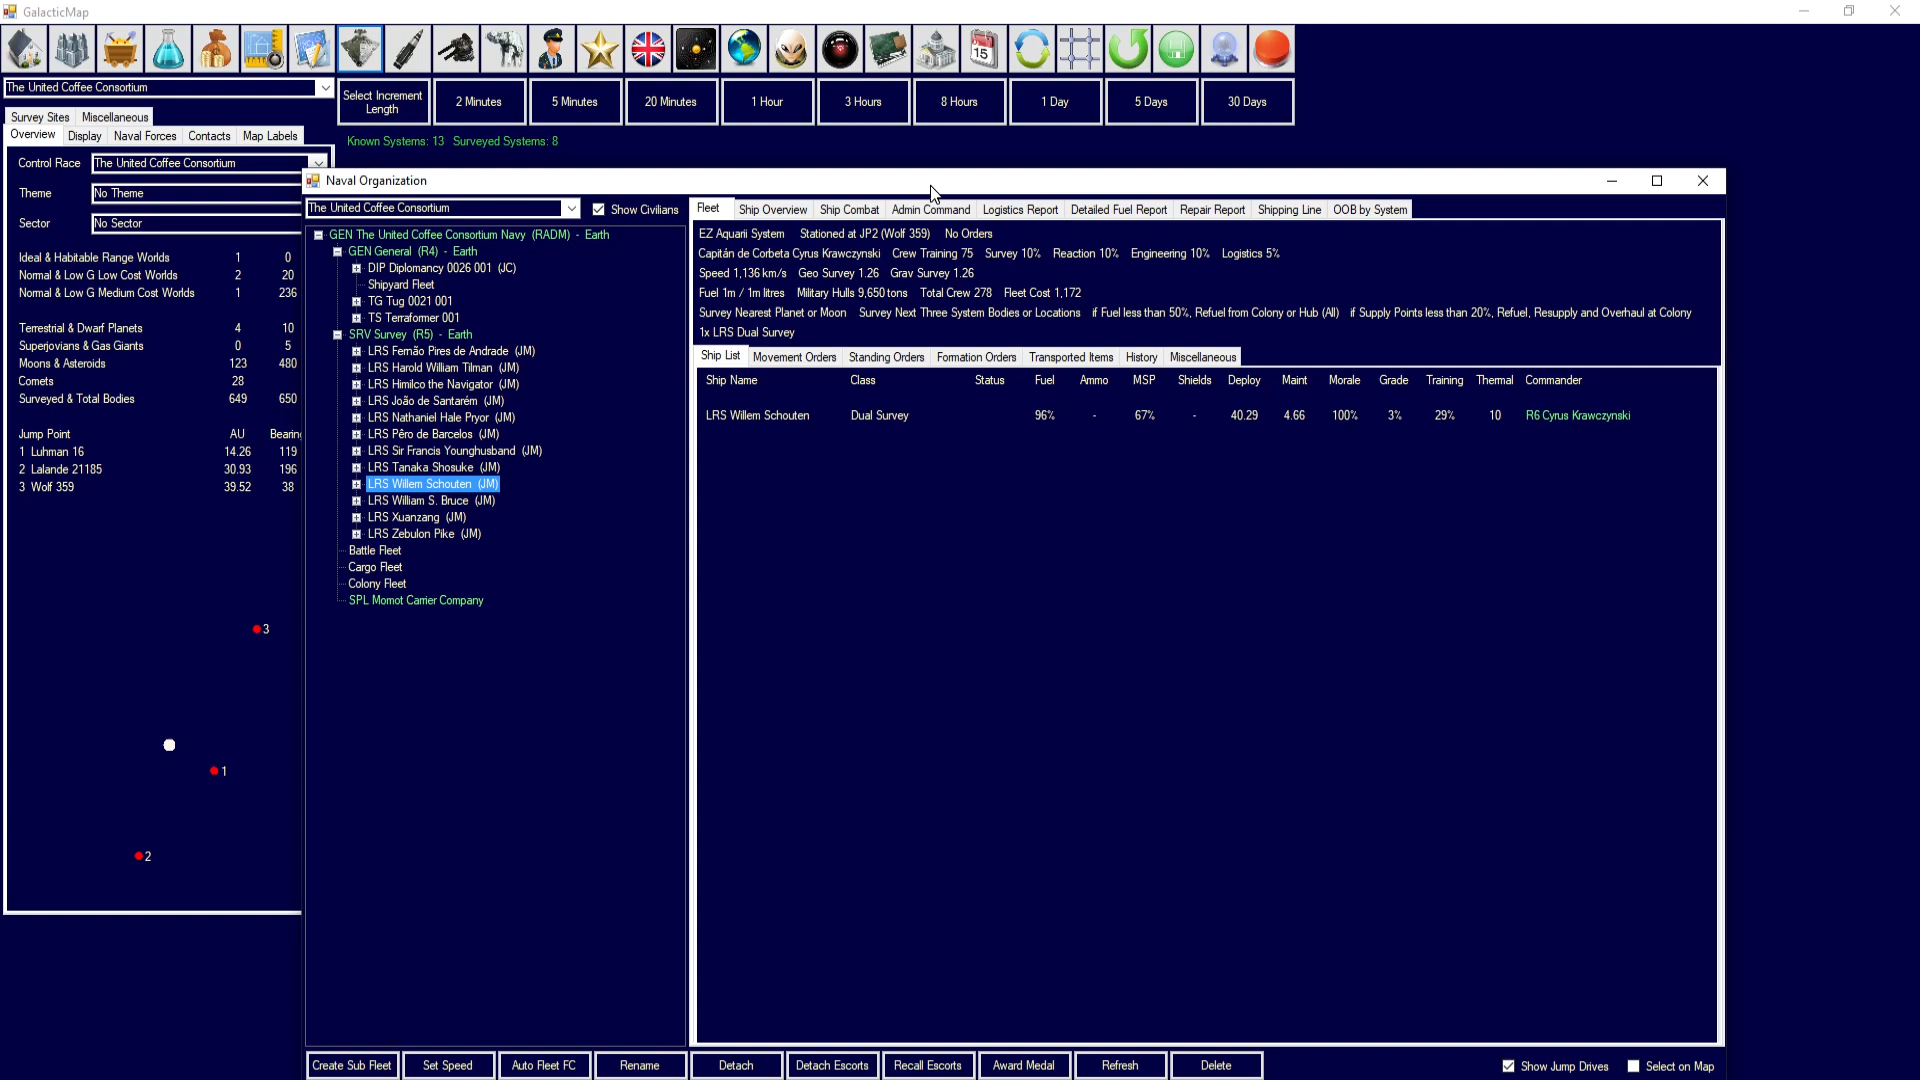 GalacticMap
15
The United Coffee Consortium
Select Increment Length
2 Minutes
5 Minutes
20 Minutes
1 Hour
3 Hours
8 Hours
1 Day
5 Days
30 Days
Survey Sites Miscellaneous
Overview Display Naval Forces Contacts Map Labels
Known Systems: 13 Surveyed Systems: 8
Control Race The United Coffee Consortium
Theme No Theme
Sector No Sector
Ideal & Habitable Range Worlds 1 0
Normal & Low G Low Cost Worlds 2 20
Normal & Low G Medium Cost Worlds 1 236
Terrestrial & Dwarf Planets 4 10
Superjovians & Gas Giants 0 5
Moons & Asteroids 123 480
Comets 28
Surveyed & Total Bodies 649 650
Jump Point AU Bearin
1 Luhman 16 14.26 119
2 Lalande 21185 30.93 196
3 Wolf 359 39.52 38
3
1
2
Naval Organization
The United Coffee Consortium Show Civilians
GEN The United Coffee Consortium Navy (RADM) - Earth
GEN General (R4) - Earth
DIP Diplomancy 0026 001 (JC)
Shipyard Fleet
TG Tug 0021 001
TS Terraformer 001
SRV Survey (R5) - Earth
LRS Fernão Pires de Andrade (JM)
LRS Harold William Tilman (JM)
LRS Himilco the Navigator (JM)
LRS João de Santarém (JM)
LRS Nathaniel Hale Pryor (JM)
LRS Pêro de Barcelos (JM)
LRS Sir Francis Younghusband (JM)
LRS Tanaka Shosuke (JM)
LRS Willem Schouten (JM)
LRS William S. Bruce (JM)
LRS Xuanzang (JM)
LRS Zebulon Pike (JM)
Battle Fleet
Cargo Fleet
Colony Fleet
SPL Momot Carrier Company
Fleet Ship Overview Ship Combat Admin Command Logistics Report Detailed Fuel Report Repair Report Shipping Line OOB by System
EZ Aquarii System Stationed at JP2 (Wolf 359) No Orders
Capitán de Corbeta Cyrus Krawczynski Crew Training 75 Survey 10% Reaction 10% Engineering 10% Logistics 5%
Speed 1,136 km/s Geo Survey 1.26 Grav Survey 1.26
Fuel 1m / 1m litres Military Hulls 9,650 tons Total Crew 278 Fleet Cost 1,172
Survey Nearest Planet or Moon Survey Next Three System Bodies or Locations if Fuel less than 50%, Refuel from Colony or Hub (All) if Supply Points less than 20%, Refuel, Resupply and Overhaul at Colony
1x LRS Dual Survey
Ship List Movement Orders Standing Orders Formation Orders Transported Items History Miscellaneous
Ship Name Class Status Fuel Ammo MSP Shields Deploy Maint Morale Grade Training Thermal Commander
LRS Willem Schouten Dual Survey 96% - 67% - 40.29 4.66 100% 3% 29% 10 R6 Cyrus Krawczynski
Create Sub Fleet
Set Speed
Auto Fleet FC
Rename
Detach
Detach Escorts
Recall Escorts
Award Medal
Refresh
Delete
Show Jump Drives
Select on Map